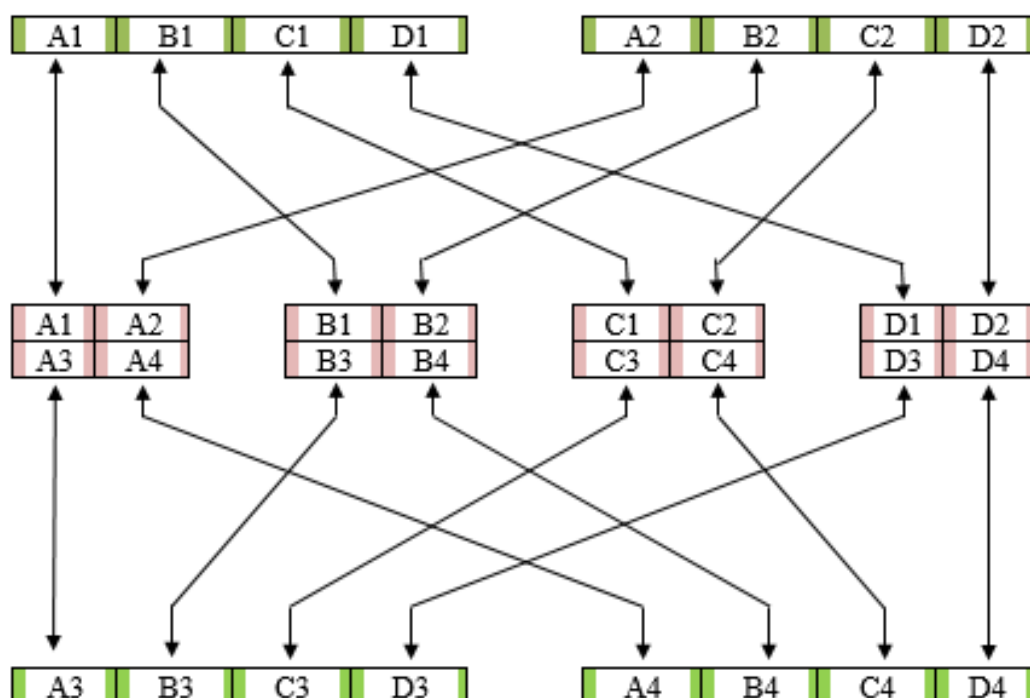 A1 B1 C1 D1 A2 B2 C2 D2
A1 A2 B1 B2 C1 C2 D1 D2
A3 A4 B3 B4 C3 C4 D3 D4
A3 B3 C3 D3 A4 B4 C4 D4